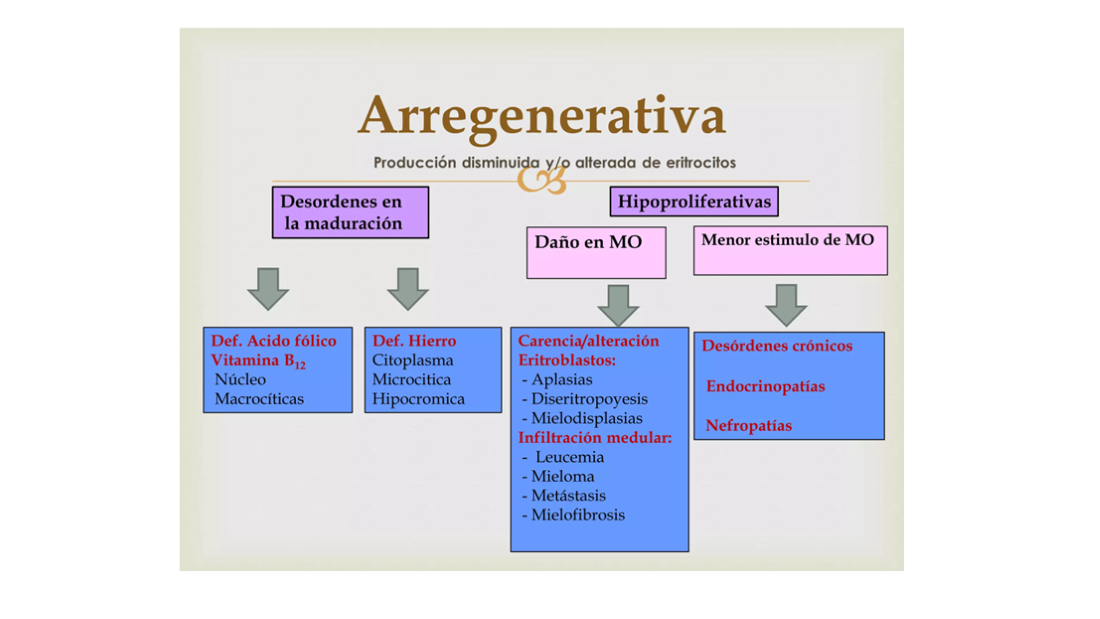 Arregenerativa
Producción disminuida y/o alterada de eritrocitos
Desordenes en
la maduración
Hipoproliferativas
Daño en MO
Menor estimulo de MO
Def. Acido fólico
Vitamina B12
Núcleo
Macrocíticas
Def. Hierro
Citoplasma
Microcitica
Hipocromica
Carencia/alteración
Eritroblastos:
- Aplasias
- Diseritropoyesis
- Mielodisplasias
Infiltración medular:
- Leucemia
- Mieloma
- Metástasis
- Mielofibrosis
Desórdenes crónicos
Endocrinopatías
Nefropatías